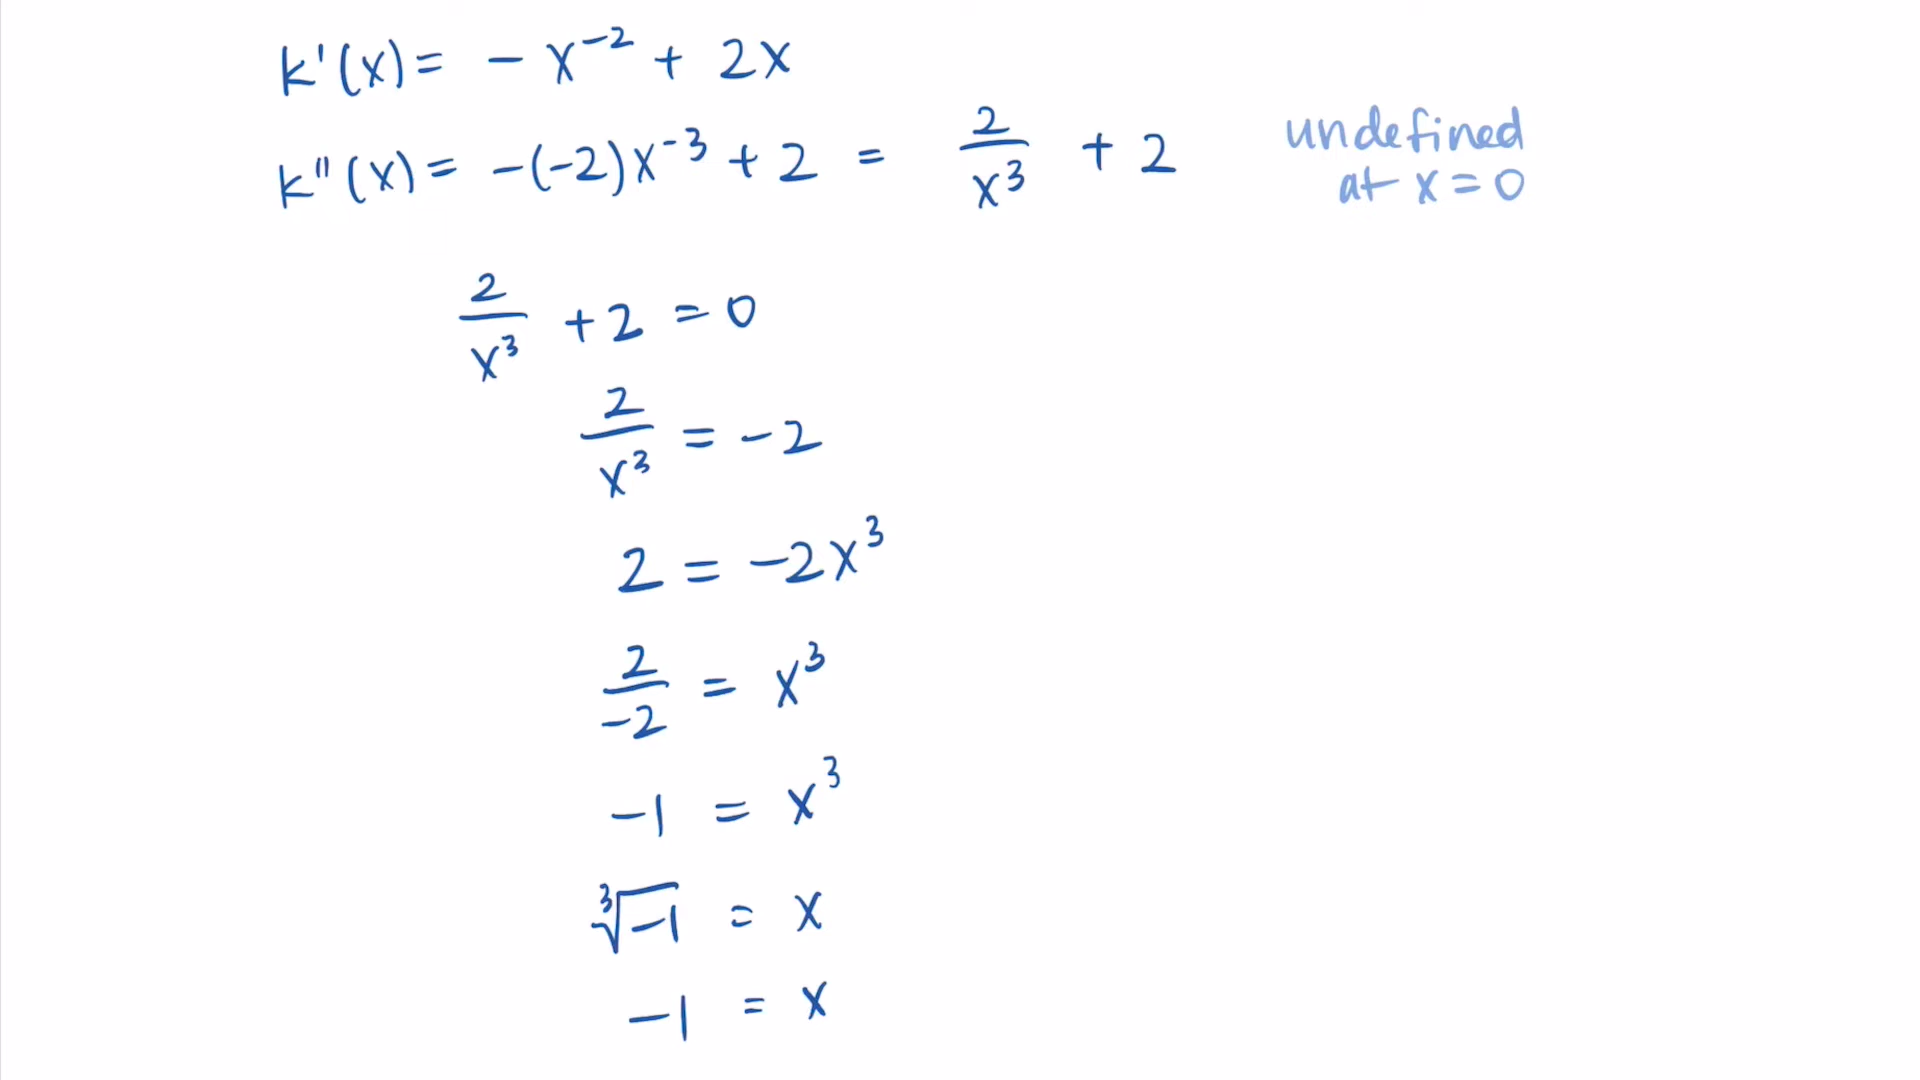 k'(x) = - x⁻² + 2x
k''(x) = -(-2)x⁻³ + 2 = 2/x³ + 2
undefined
at x = 0
2/x³ + 2 = 0
2/x³ = -2
2 = -2x³
2/-2 = x³
-1 = x³
∛-1 = x
-1 = x